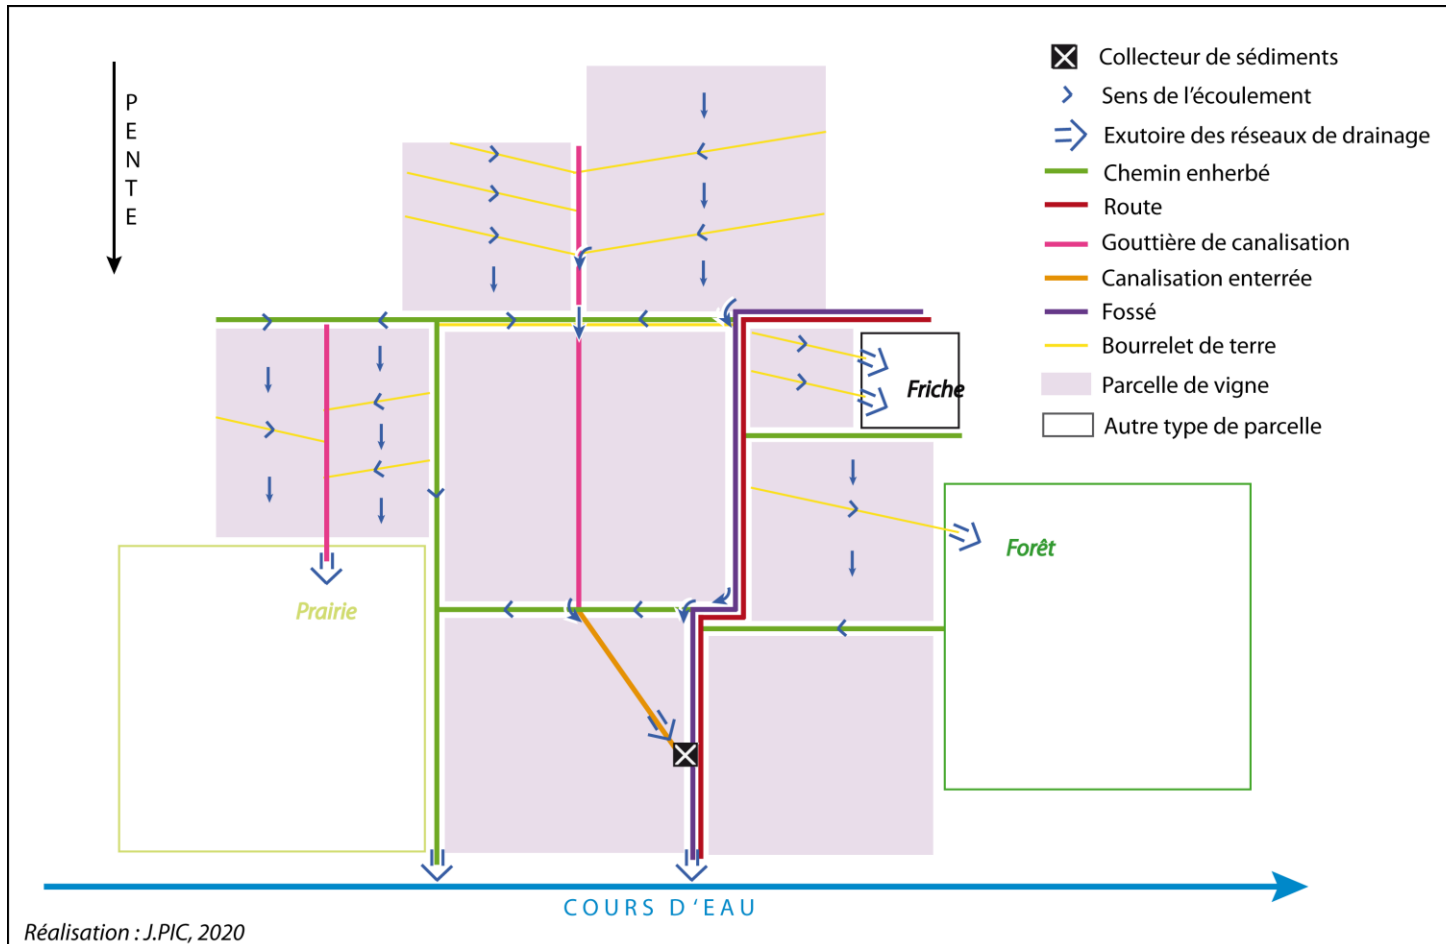 PENTE
Collecteur de sédiments
Sens de l'écoulement
Exutoire des réseaux de drainage
Chemin enherbé
Route
Gouttière de canalisation
Canalisation enterrée
Fossé
Bourrelet de terre
Parcelle de vigne
Autre type de parcelle
Friche
Forêt
Prairie
COURS D'EAU
Réalisation : J.PIC, 2020